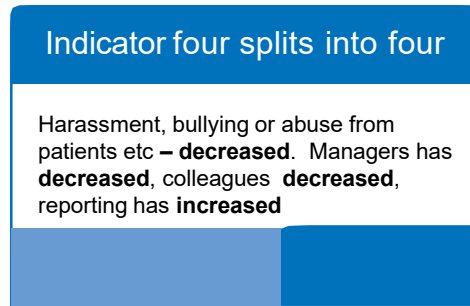 Indicator four splits into four
Harassment, bullying or abuse from
patients etc – decreased.  Managers has
decreased, colleagues  decreased,
reporting has increased